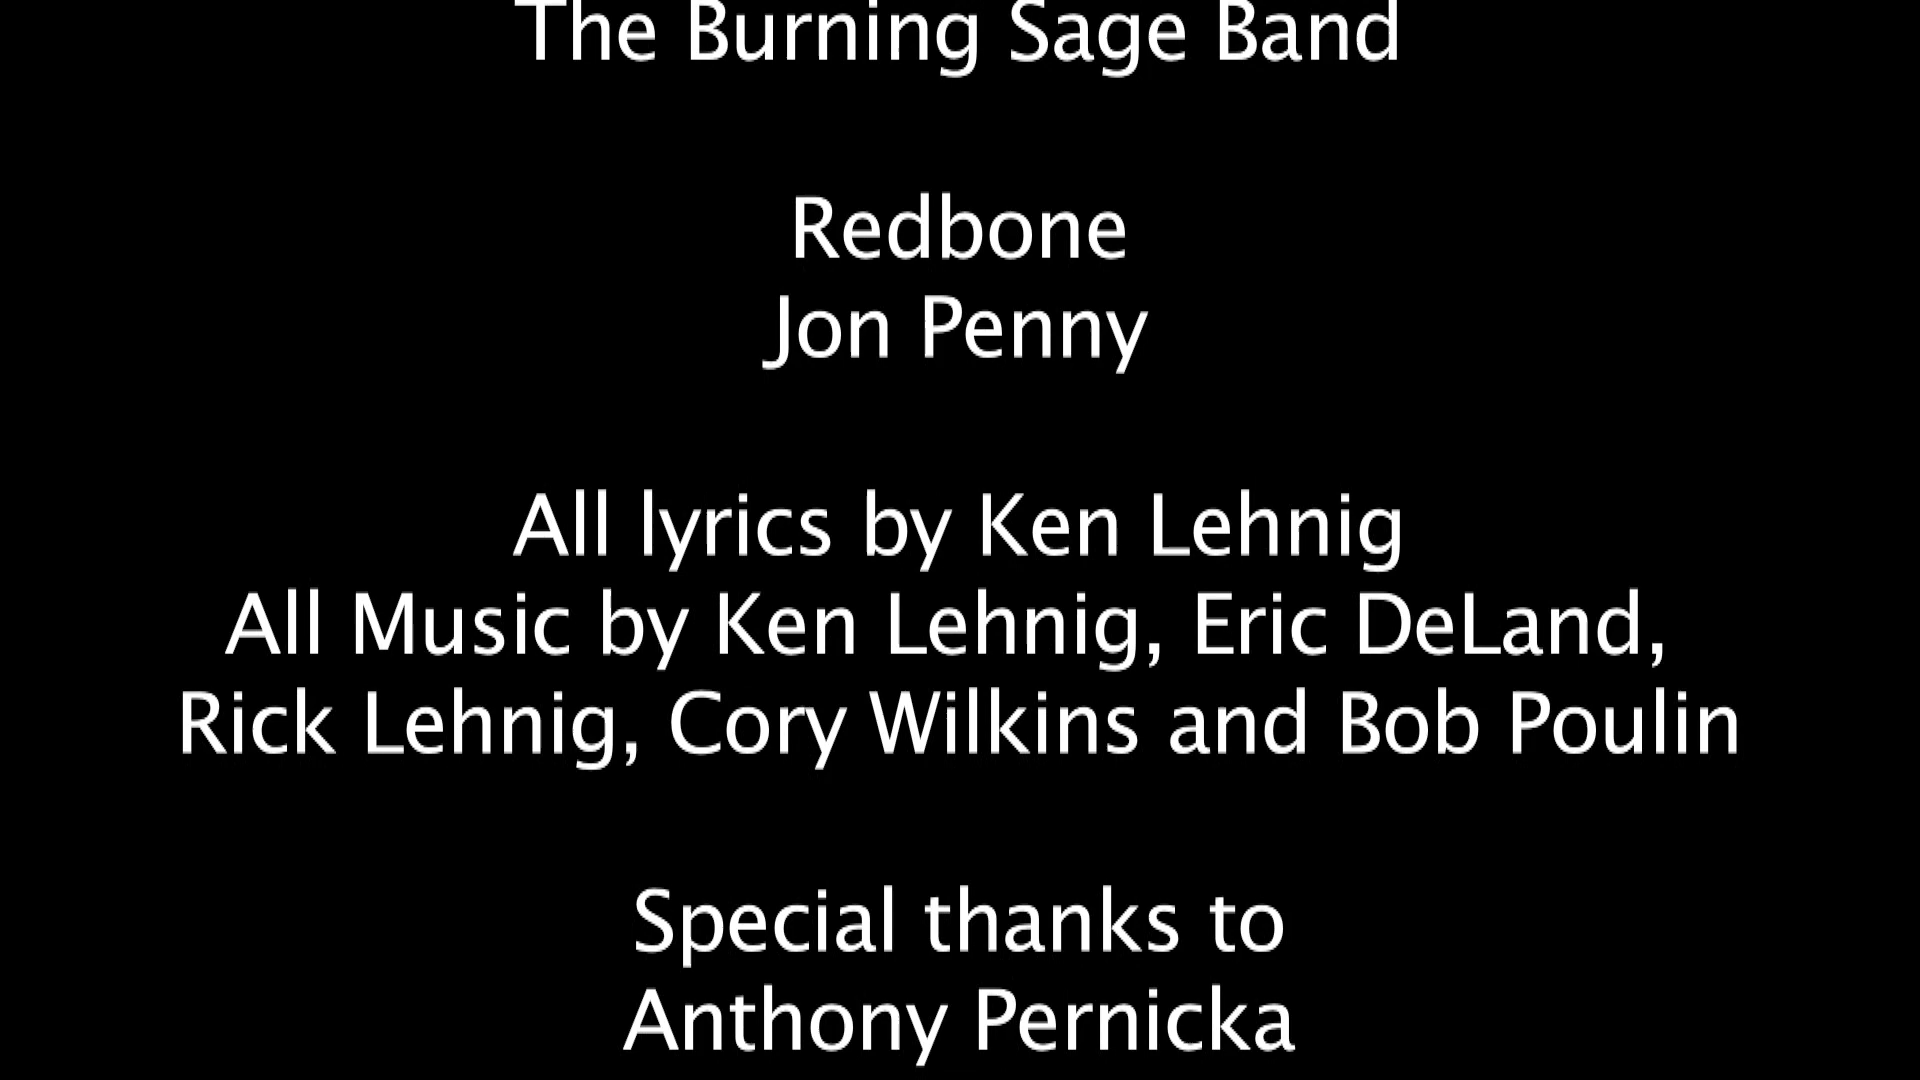 The Burning Sage Band
Redbone
Jon Penny
All lyrics by Ken Lehnig
All Music by Ken Lehnig, Eric DeLand,
Rick Lehnig, Cory Wilkins and Bob Poulin
Special thanks to
Anthony Pernicka